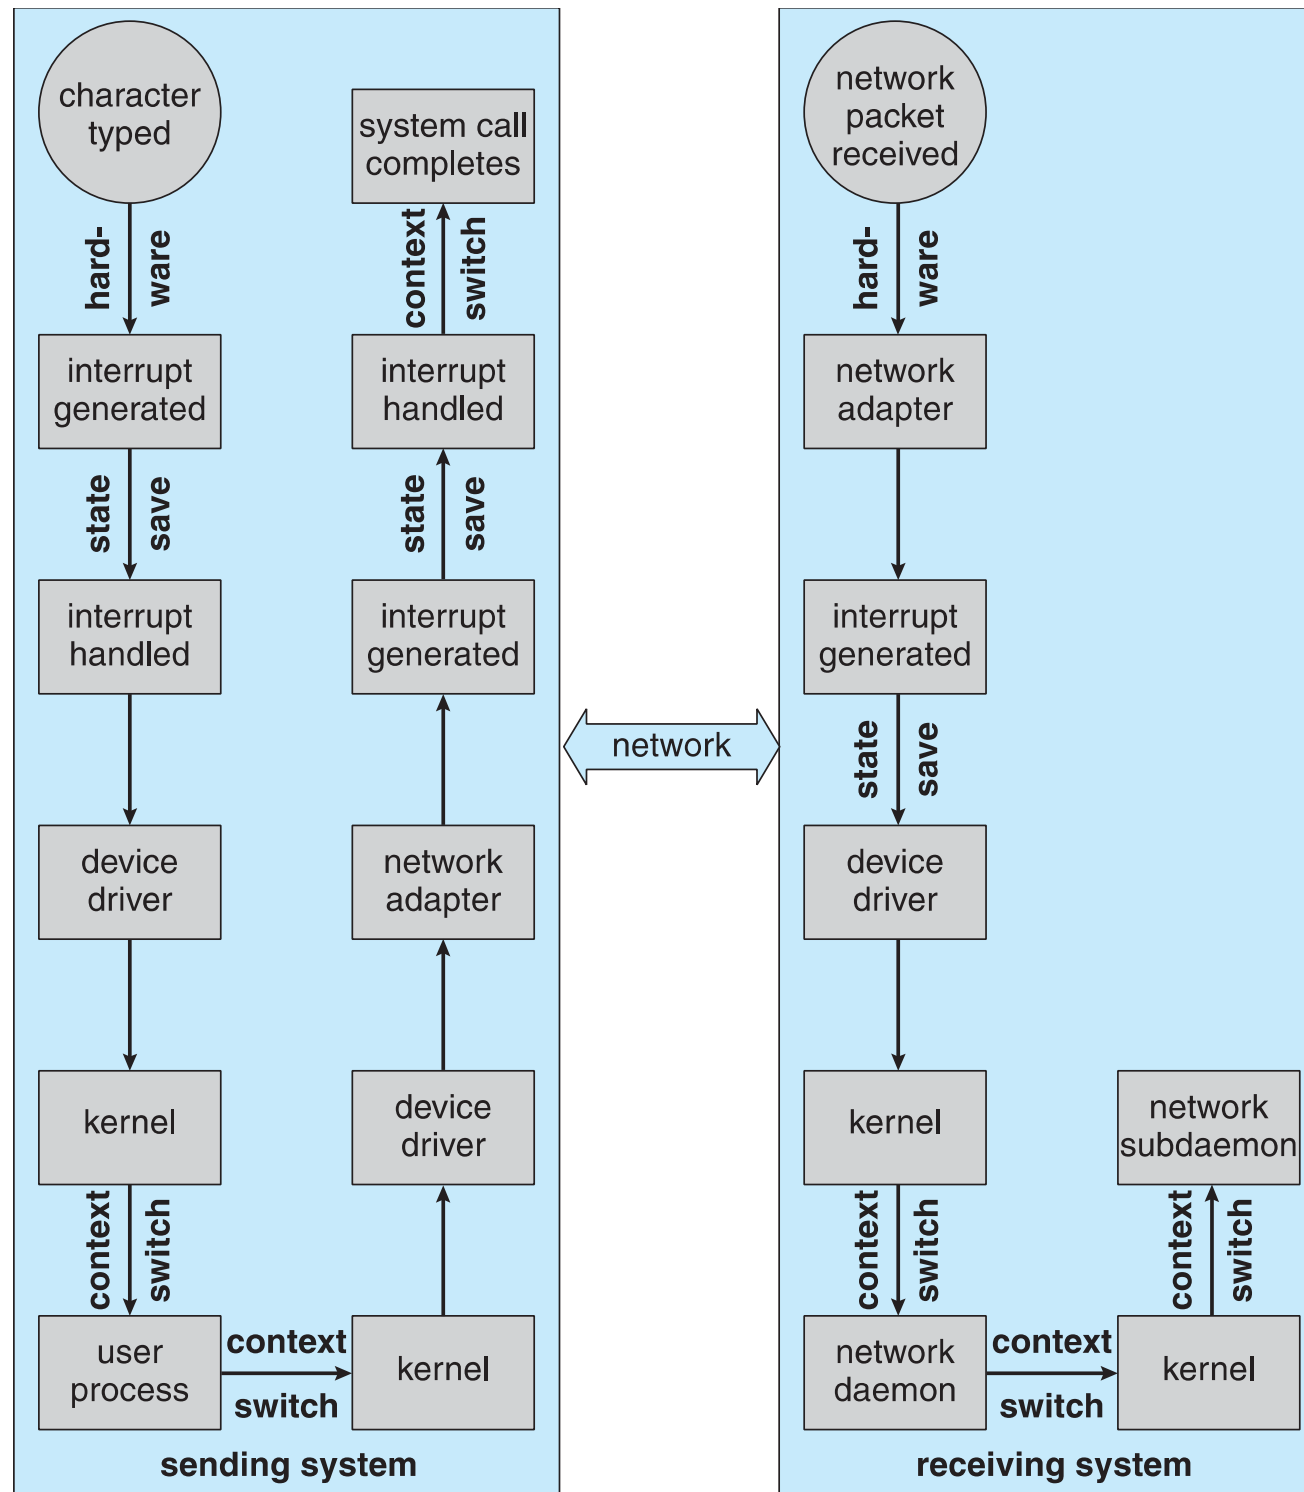 character
typed
hard-
ware
interrupt
generated
state
save
interrupt
handled
device
driver
kernel
context
switch
user
process
context
switch
kernel
device
driver
network
adapter
interrupt
generated
state
save
interrupt
handled
context
switch
system call
completes
sending system
network
network
packet
received
hard-
ware
network
adapter
interrupt
generated
state
save
device
driver
kernel
context
switch
network
daemon
context
switch
kernel
context
switch
network
subdaemon
receiving system